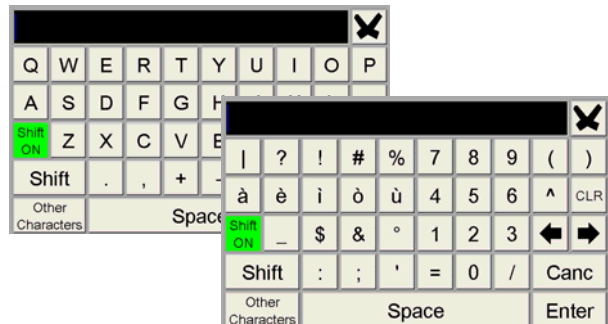 Q W E R T Y U I O P
A S D F G
Shift ON Z X C V
Shift . , +
Other Characters Space
| ? ! # % 7 8 9 ( )
à è ì ò ù 4 5 6 ^ CLR
Shift ON _ $ & ° 1 2 3
Shift : ; ' = 0 / Canc
Other Characters Space Enter